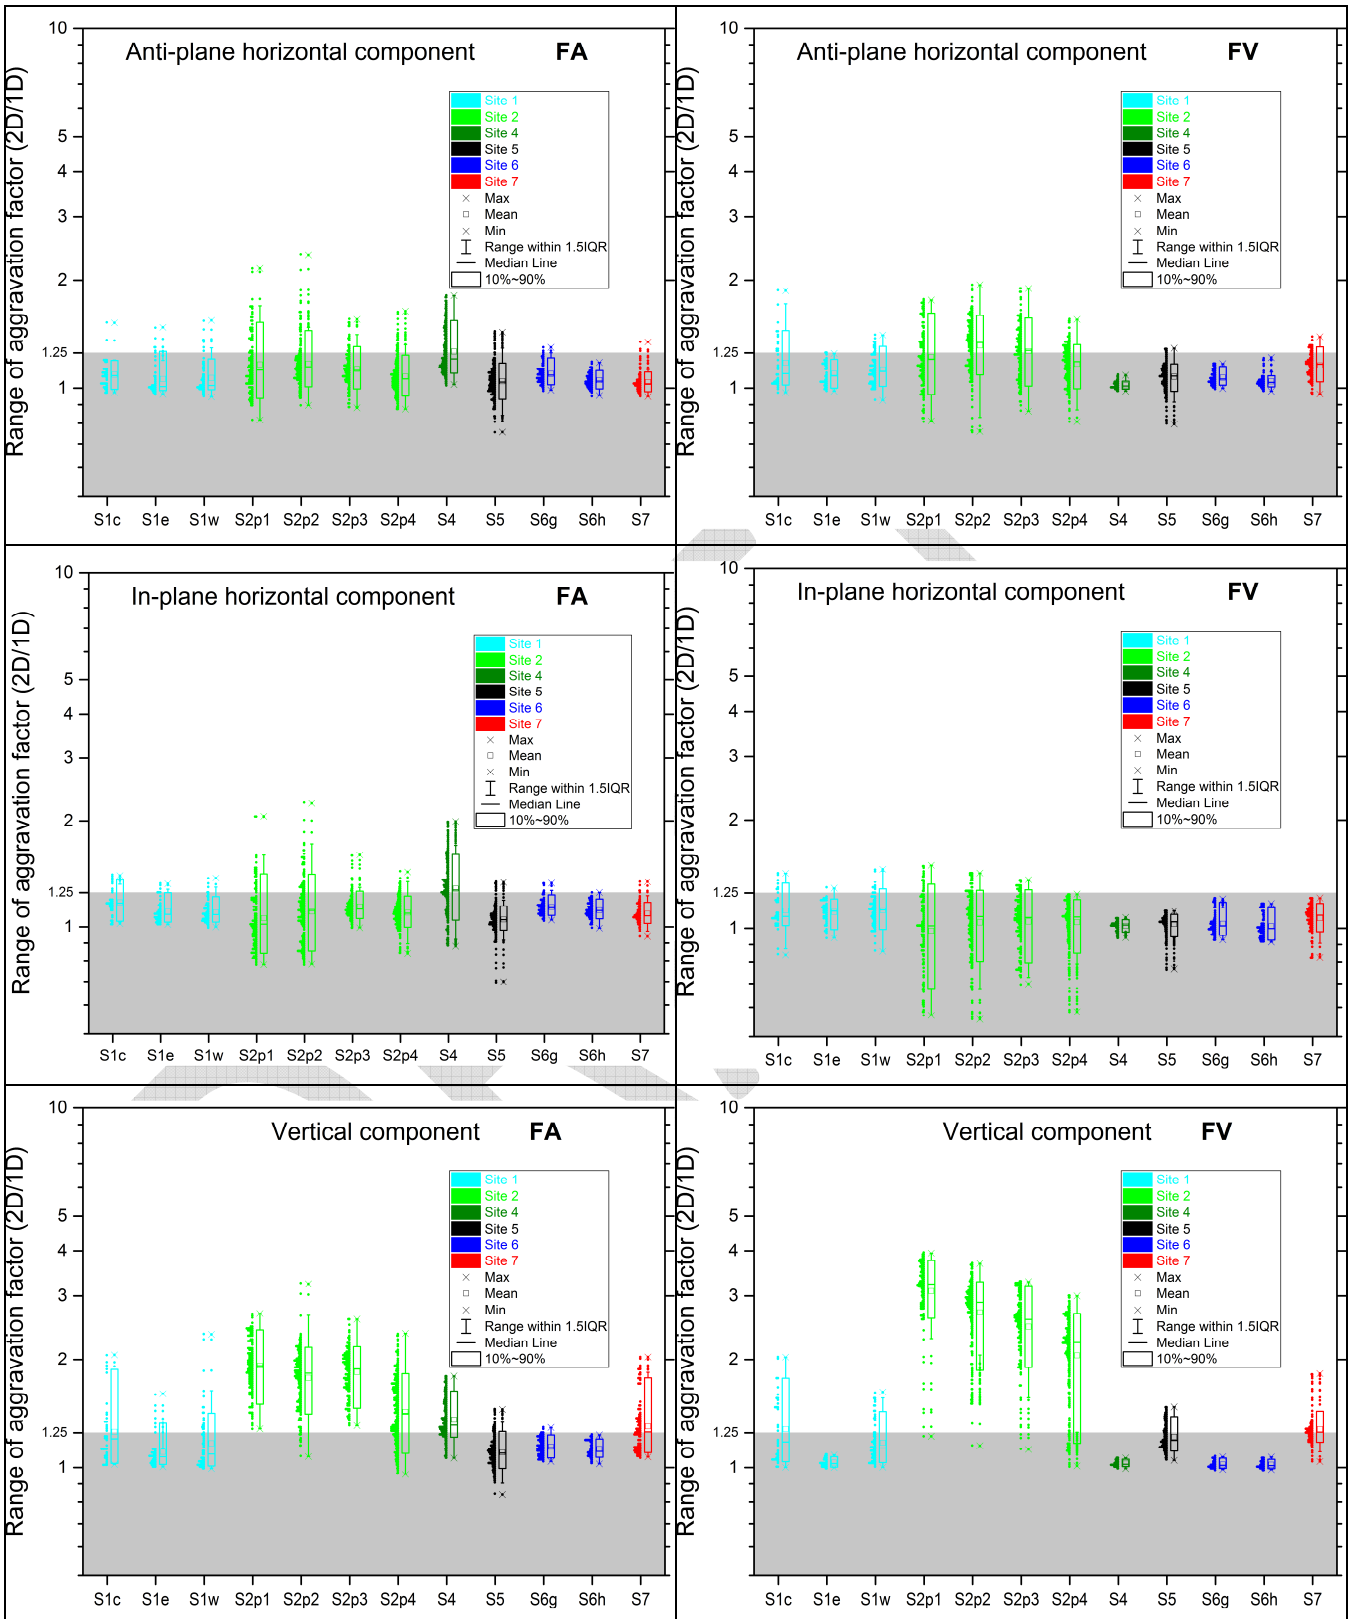 Anti-plane horizontal component FA
Range of aggravation factor (2D/1D)
10
5
4
3
2
1.25
1
Site 1
Site 2
Site 4
Site 5
Site 6
Site 7
Max
Mean
Min
Range within 1.5IQR
Median Line
10%~90%
S1c S1e S1w S2p1 S2p2 S2p3 S2p4 S4 S5 S6g S6h S7
Anti-plane horizontal component FV
Range of aggravation factor (2D/1D)
10
5
4
3
2
1.25
1
Site 1
Site 2
Site 4
Site 5
Site 6
Site 7
Max
Mean
Min
Range within 1.5IQR
Median Line
10%~90%
S1c S1e S1w S2p1 S2p2 S2p3 S2p4 S4 S5 S6g S6h S7
In-plane horizontal component FA
Range of aggravation factor (2D/1D)
10
5
4
3
2
1.25
1
Site 1
Site 2
Site 4
Site 5
Site 6
Site 7
Max
Mean
Min
Range within 1.5IQR
Median Line
10%~90%
S1c S1e S1w S2p1 S2p2 S2p3 S2p4 S4 S5 S6g S6h S7
In-plane horizontal component FV
Range of aggravation factor (2D/1D)
10
5
4
3
2
1.25
1
Site 1
Site 2
Site 4
Site 5
Site 6
Site 7
Max
Mean
Min
Range within 1.5IQR
Median Line
10%~90%
S1c S1e S1w S2p1 S2p2 S2p3 S2p4 S4 S5 S6g S6h S7
Vertical component FA
Range of aggravation factor (2D/1D)
10
5
4
3
2
1.25
1
Site 1
Site 2
Site 4
Site 5
Site 6
Site 7
Max
Mean
Min
Range within 1.5IQR
Median Line
10%~90%
S1c S1e S1w S2p1 S2p2 S2p3 S2p4 S4 S5 S6g S6h S7
Vertical component FV
Range of aggravation factor (2D/1D)
10
5
4
3
2
1.25
1
Site 1
Site 2
Site 4
Site 5
Site 6
Site 7
Max
Mean
Min
Range within 1.5IQR
Median Line
10%~90%
S1c S1e S1w S2p1 S2p2 S2p3 S2p4 S4 S5 S6g S6h S7